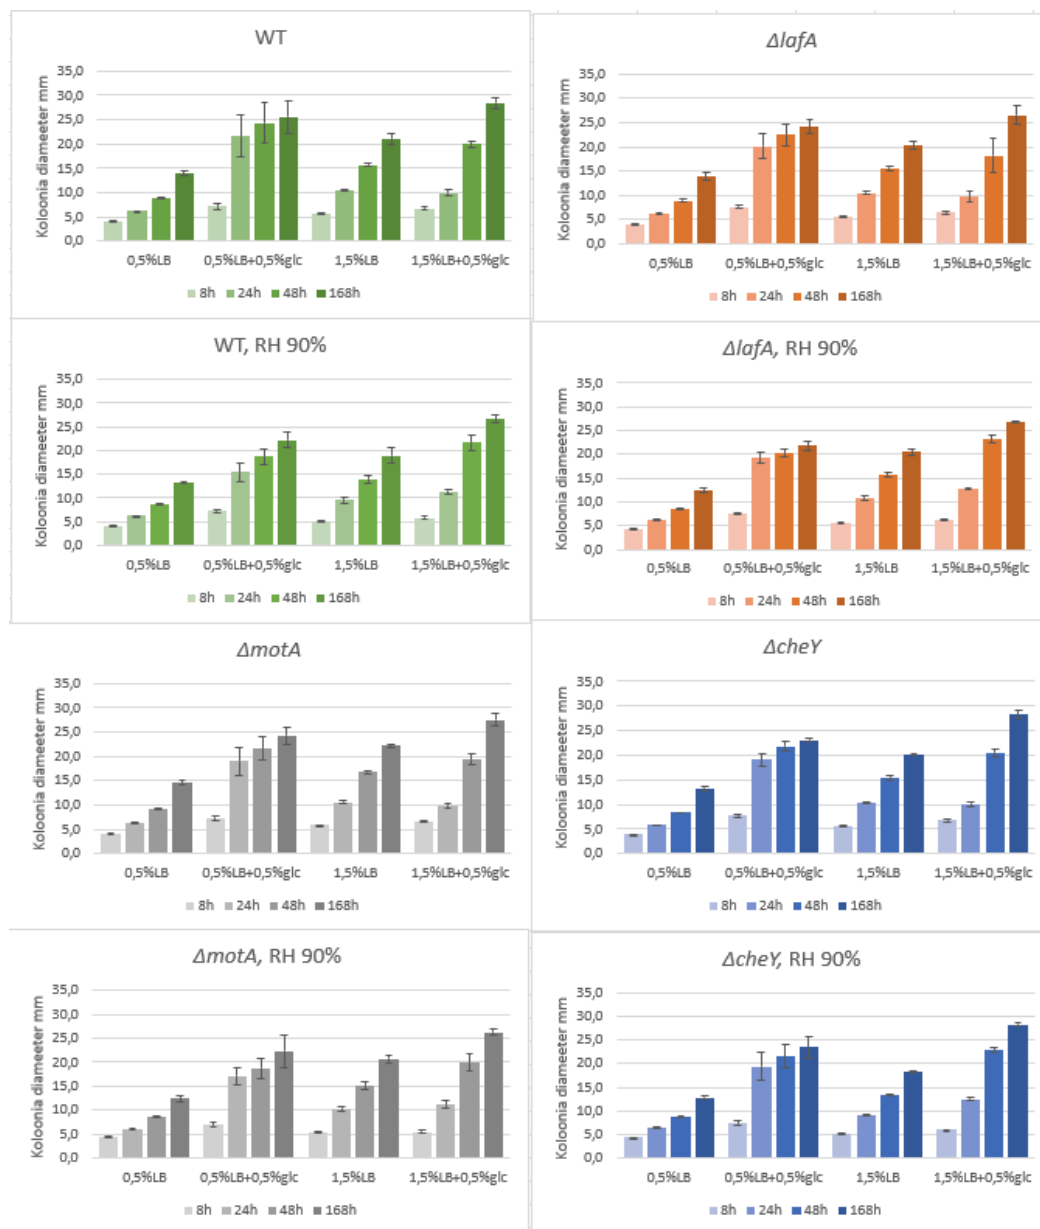 WT
Koloonia diameeter mm
35,0
30,0
25,0
20,0
15,0
10,0
5,0
0,0
0,5%LB 0,5%LB+0,5%glc 1,5%LB 1,5%LB+0,5%glc
8h 24h 48h 168h
ΔlafA
Koloonia diameeter mm
35,0
30,0
25,0
20,0
15,0
10,0
5,0
0,0
0,5%LB 0,5%LB+0,5%glc 1,5%LB 1,5%LB+0,5%glc
8h 24h 48h 168h
WT, RH 90%
Koloonia diameeter mm
35,0
30,0
25,0
20,0
15,0
10,0
5,0
0,0
0,5%LB 0,5%LB+0,5%glc 1,5%LB 1,5%LB+0,5%glc
8h 24h 48h 168h
ΔlafA, RH 90%
Koloonia diameeter mm
35,0
30,0
25,0
20,0
15,0
10,0
5,0
0,0
0,5%LB 0,5%LB+0,5%glc 1,5%LB 1,5%LB+0,5%glc
8h 24h 48h 168h
ΔmotA
Koloonia diameeter mm
35,0
30,0
25,0
20,0
15,0
10,0
5,0
0,0
0,5%LB 0,5%LB+0,5%glc 1,5%LB 1,5%LB+0,5%glc
8h 24h 48h 168h
ΔcheY
Koloonia diameeter mm
35,0
30,0
25,0
20,0
15,0
10,0
5,0
0,0
0,5%LB 0,5%LB+0,5%glc 1,5%LB 1,5%LB+0,5%glc
8h 24h 48h 168h
ΔmotA, RH 90%
Koloonia diameeter mm
35,0
30,0
25,0
20,0
15,0
10,0
5,0
0,0
0,5%LB 0,5%LB+0,5%glc 1,5%LB 1,5%LB+0,5%glc
8h 24h 48h 168h
ΔcheY, RH 90%
Koloonia diameeter mm
35,0
30,0
25,0
20,0
15,0
10,0
5,0
0,0
0,5%LB 0,5%LB+0,5%glc 1,5%LB 1,5%LB+0,5%glc
8h 24h 48h 168h